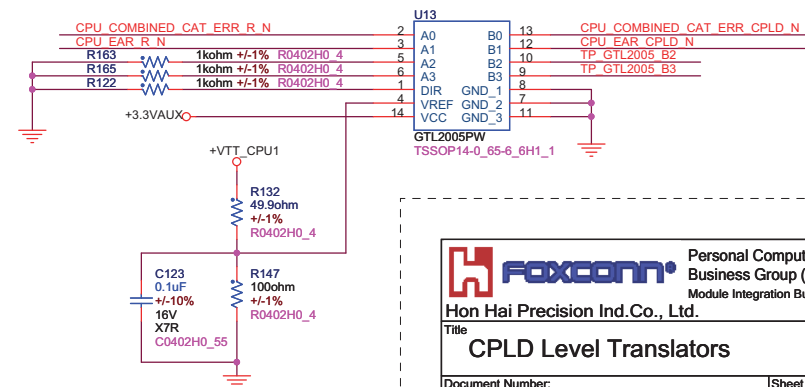 U13
CPU_COMBINED_CAT_ERR_R_N 2 A0 B0 13 CPU_COMBINED_CAT_ERR_CPLD_N
CPU_EAR_R_N 3 A1 B1 12 CPU_EAR_CPLD_N
R163 1kohm +/-1% R0402H0_4 5 A2 B2 10 TP_GTL2005_B2
R165 1kohm +/-1% R0402H0_4 6 A3 B3 9 TP_GTL2005_B3
R122 1kohm +/-1% R0402H0_4 1 DIR GND_1 8
4 VREF GND_2 7
+3.3VAUX 14 VCC GND_3 11
GTL2005PW
TSSOP14-0_65-6_6H1_1
+VTT_CPU1
R132
49.9ohm
+/-1%
R0402H0_4
C123
0.1uF
+/-10%
16V
X7R
C0402H0_55
R147
100ohm
+/-1%
R0402H0_4
FOXCONN®
Personal Comput
Business Group (
Module Integration Bu
Hon Hai Precision Ind.Co., Ltd.
Title
CPLD Level Translators
Document Number: Sheet